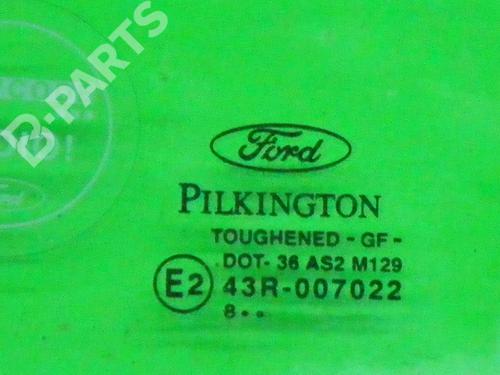 B-PARTS
Ford
PILKINGTON
TOUGHENED - GF -
DOT- 36 AS2 M129
E2 43R-007022
8••